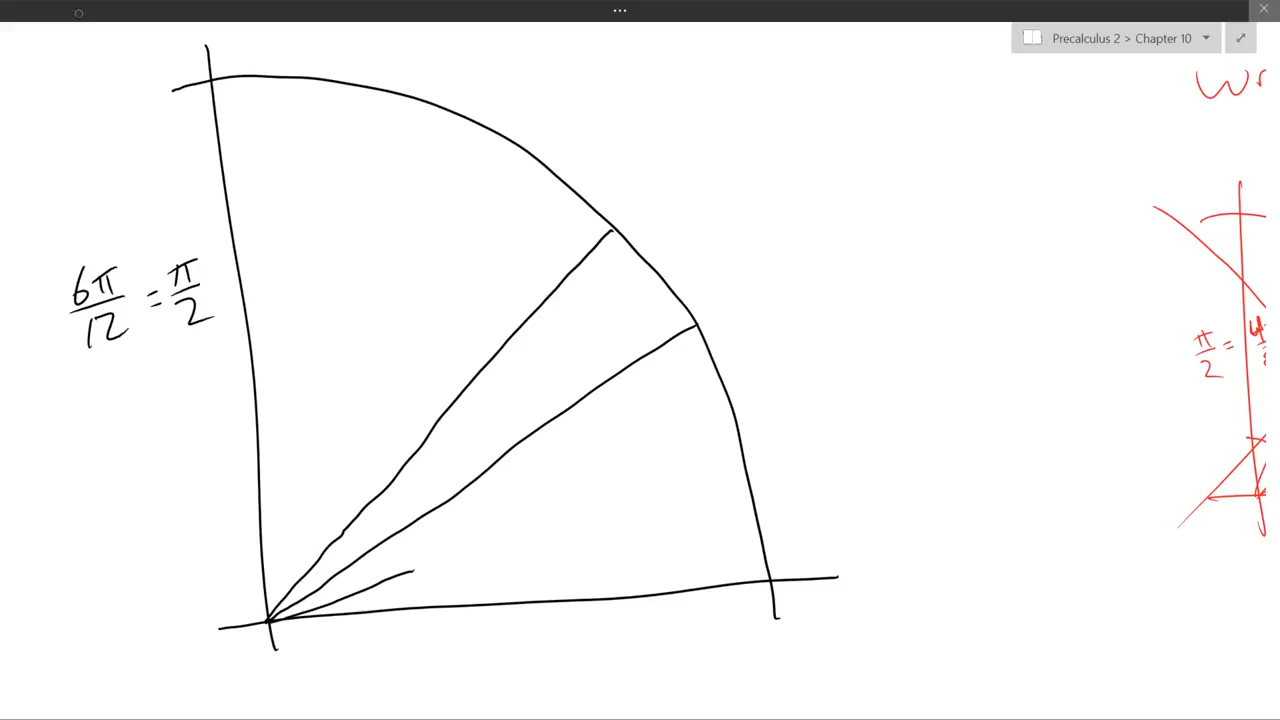 Precalculus 2 > Chapter 10
6π/12 = π/2
π/2 =